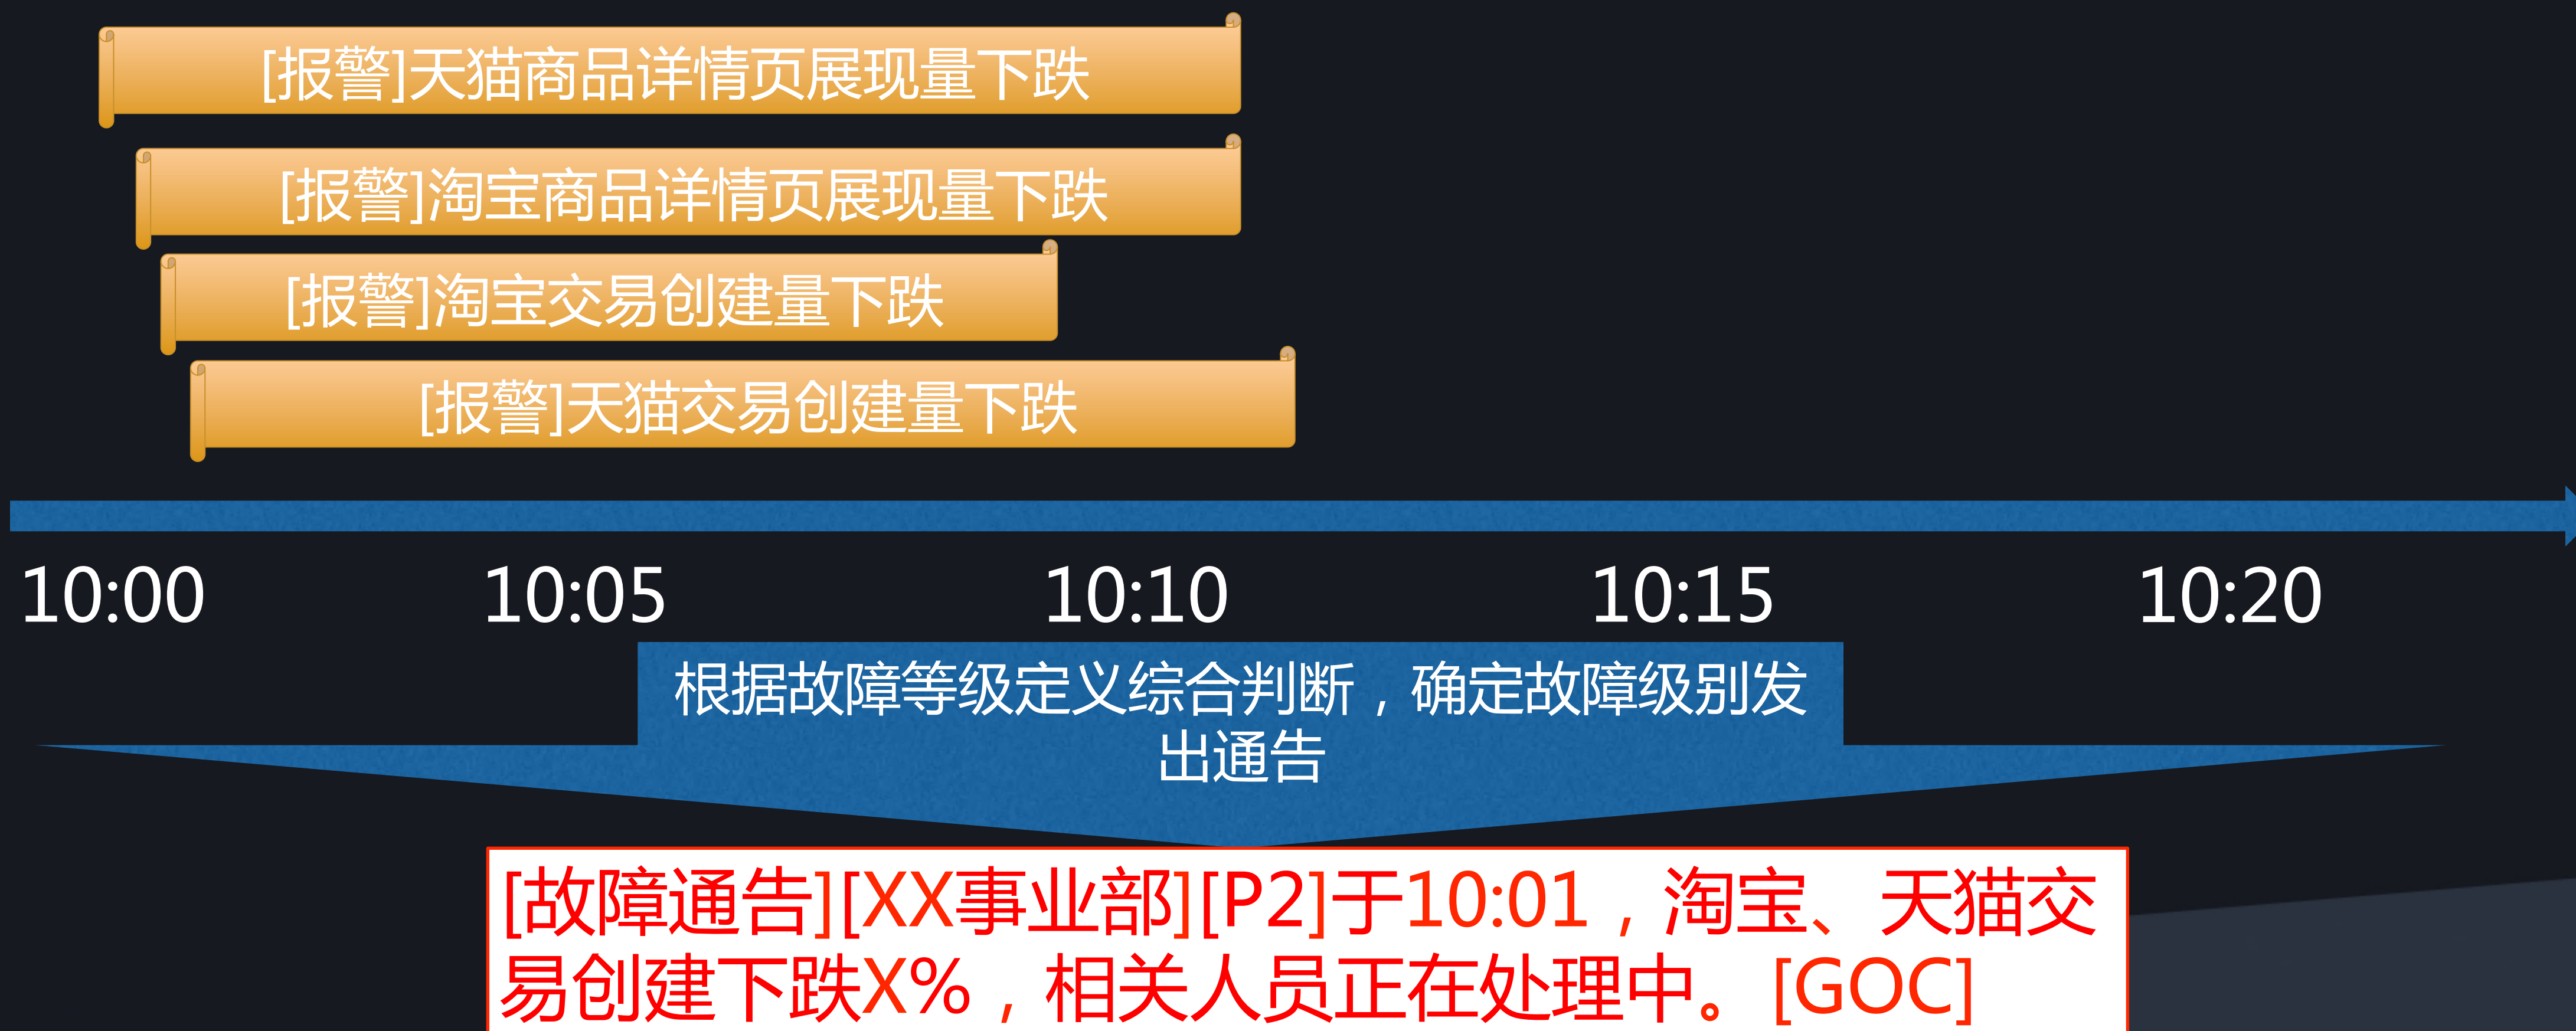 [报警]天猫商品详情页展现量下跌
[报警]淘宝商品详情页展现量下跌
[报警]淘宝交易创建量下跌
[报警]天猫交易创建量下跌
10:00 10:05 10:10 10:15 10:20
根据故障等级定义综合判断，确定故障级别发
出通告
[故障通告][XX事业部][P2]于10:01，淘宝、天猫交
易创建下跌X%，相关人员正在处理中。[GOC]